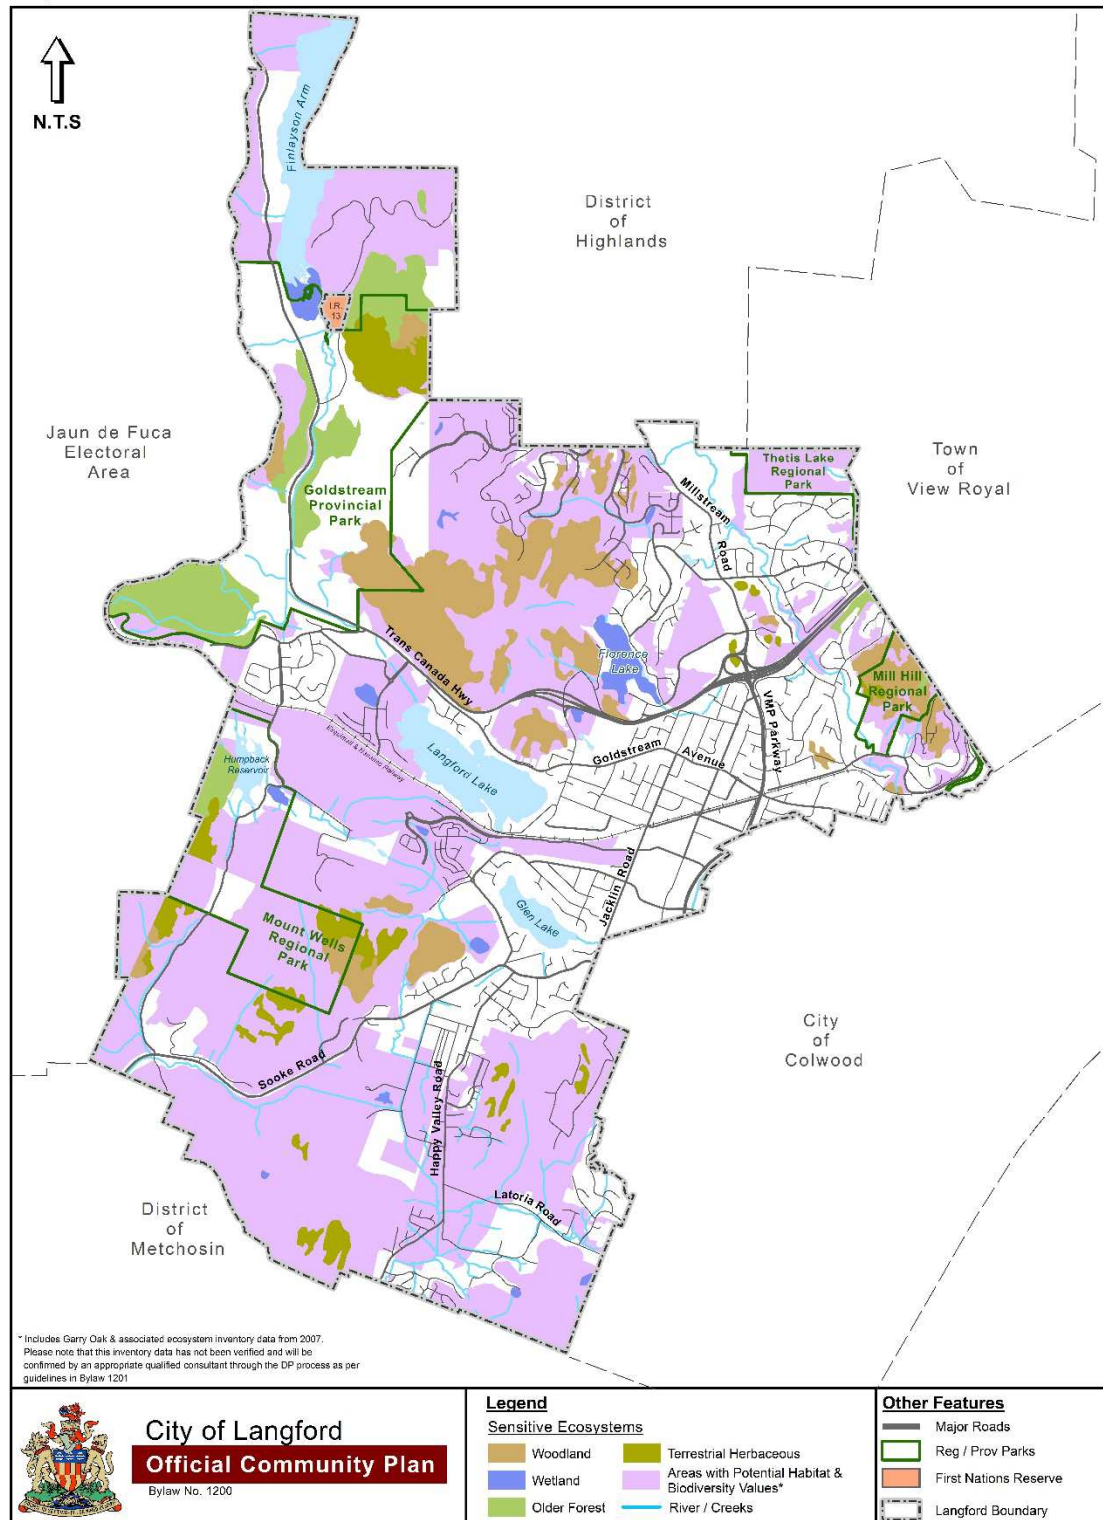 N.T.S
Finlayson Arm
District
of
Highlands
I.R.
13
Jaun de Fuca
Electoral
Area
Goldstream
Provincial
Park
Millstream
Road
Thetis Lake
Regional
Park
Town
of
View Royal
Trans Canada Hwy
Florence
Lake
Mill Hill
Regional
Park
VMP Parkway
Goldstream
Avenue
Esquimalt & Nanaimo Railway
Langford Lake
Humpback
Reservoir
Jacklin Road
Glen Lake
Mount Wells
Regional
Park
City
of
Colwood
Sooke Road
Happy Valley Road
Latoria Road
District
of
Metchosin
* Includes Garry Oak & associated ecosystem inventory data from 2007.
Please note that this inventory data has not been verified and will be
confirmed by an appropriate qualified consultant through the DP process as per
guidelines in Bylaw 1201
City of Langford
Official Community Plan
Bylaw No. 1200
Legend
Sensitive Ecosystems
Woodland
Wetland
Older Forest
Terrestrial Herbaceous
Areas with Potential Habitat &
Biodiversity Values*
River / Creeks
Other Features
Major Roads
Reg / Prov Parks
First Nations Reserve
Langford Boundary